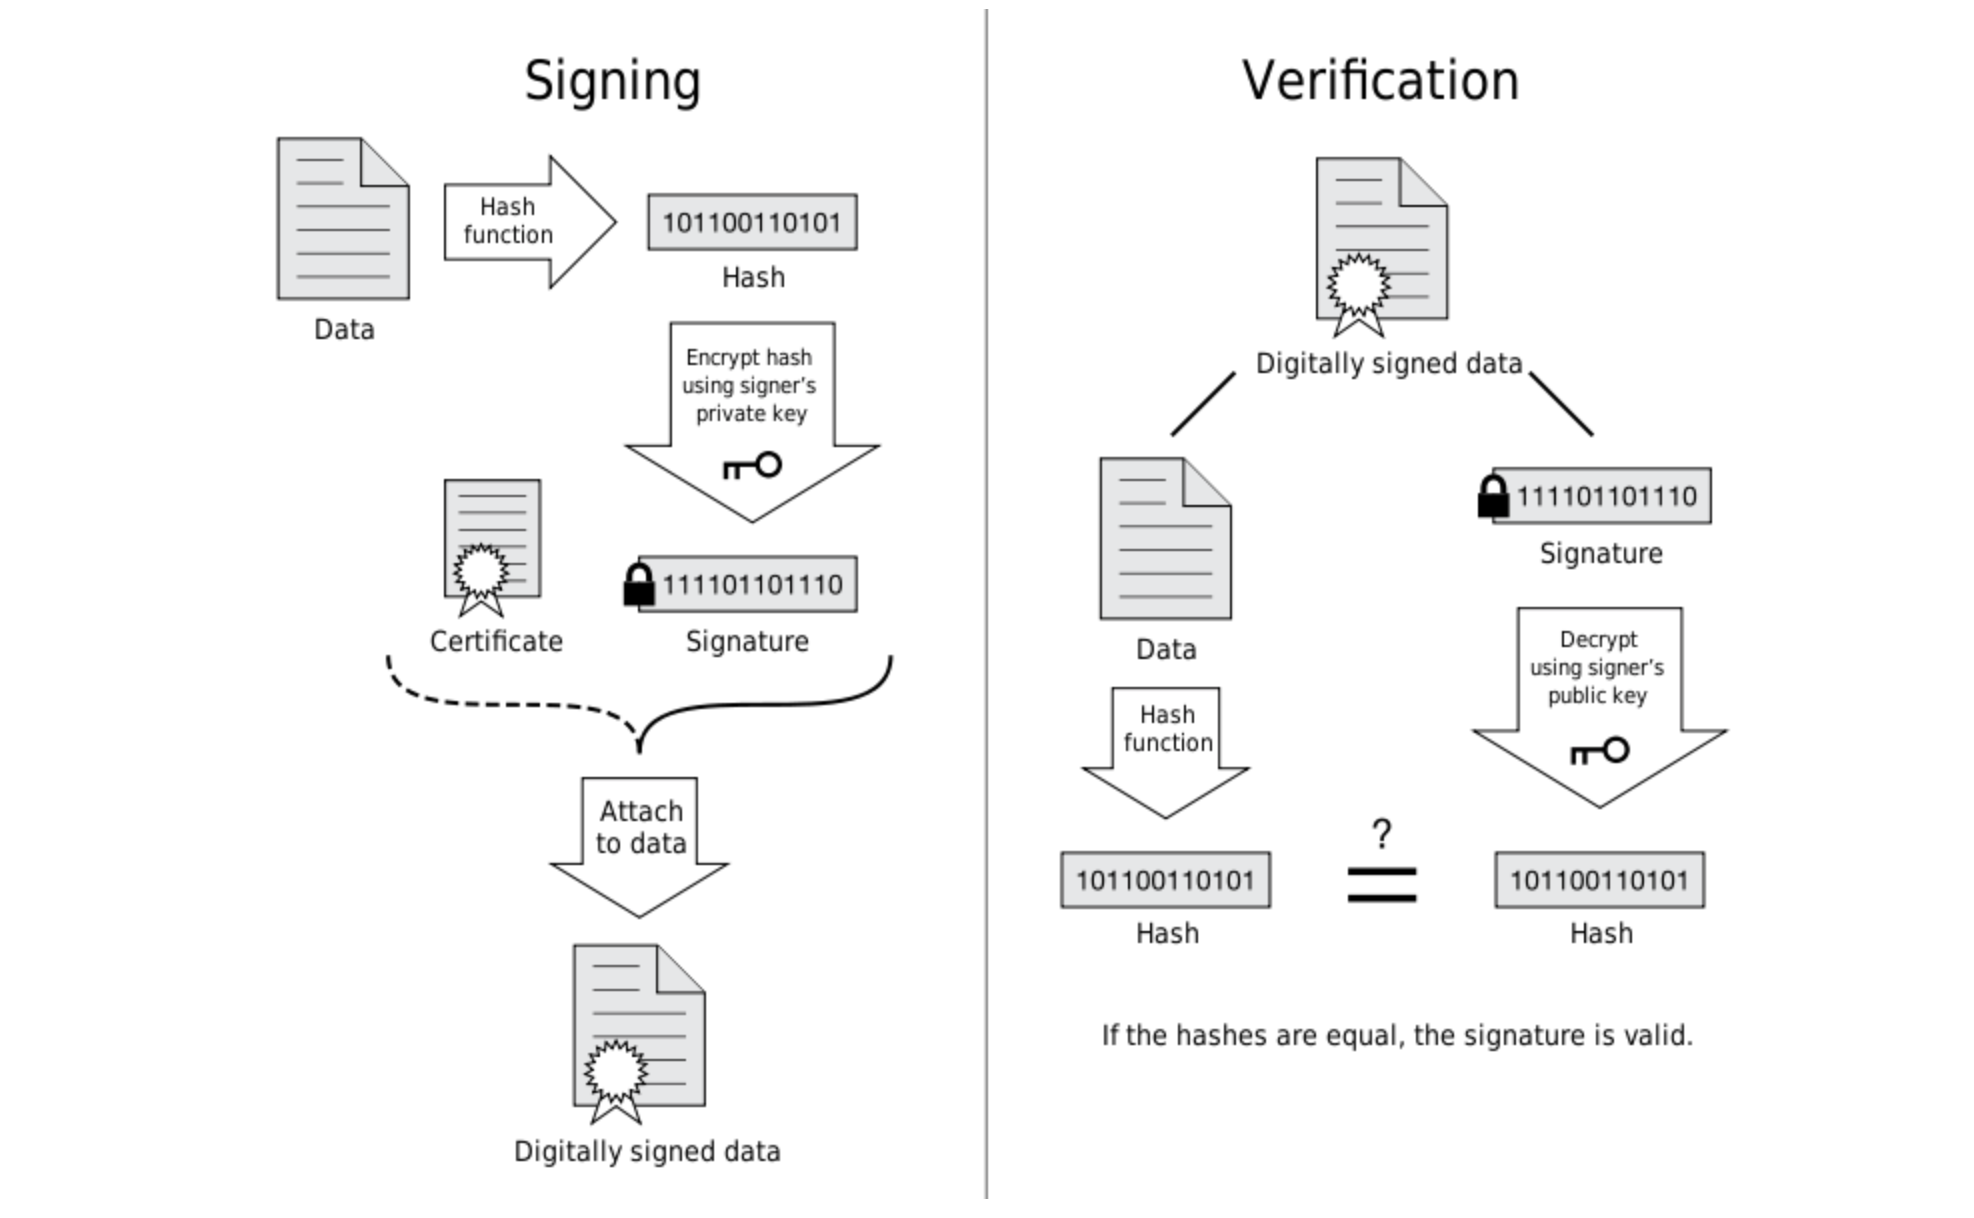 Signing
Hash
function
101100110101
Hash
Data
Encrypt hash
using signer's
private key
111101101110
Certificate
Signature
Attach
to data
Digitally signed data
Verification
Digitally signed data
111101101110
Signature
Data
Decrypt
using signer's
public key
Hash
function
?
101100110101
101100110101
Hash
Hash
If the hashes are equal, the signature is valid.